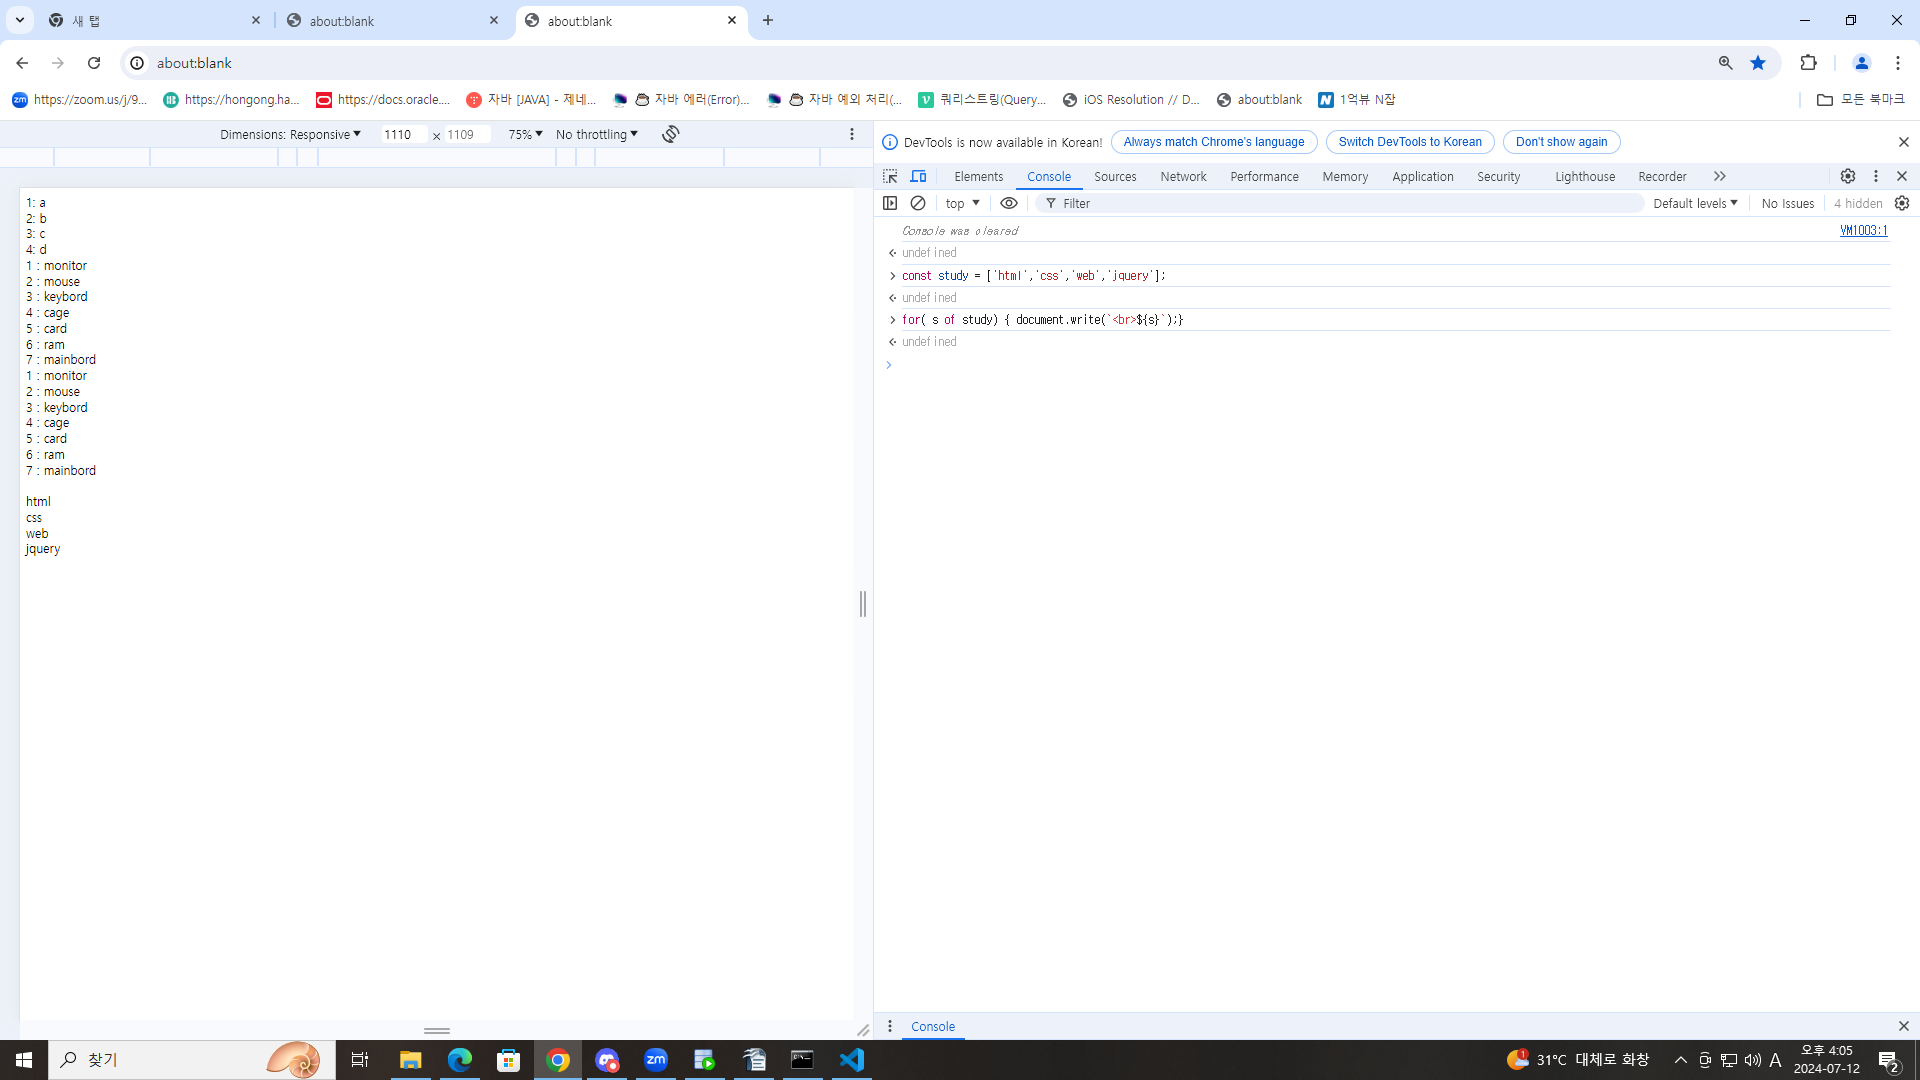 새 탭
about:blank
about:blank
about:blank
https://zoom.us/j/9...
https://hongong.ha...
https://docs.oracle....
자바 [JAVA] - 제네...
자바 에러(Error)...
자바 예외 처리(...
쿼리스트링(Query...
iOS Resolution // D...
about:blank
1억뷰 N잡
모든 북마크
Dimensions: Responsive
1110 × 1109
75%
No throttling
1: a
2: b
3: c
4: d
1 : monitor
2 : mouse
3 : keybord
4 : cage
5 : card
6 : ram
7 : mainbord
1 : monitor
2 : mouse
3 : keybord
4 : cage
5 : card
6 : ram
7 : mainbord
html
css
web
jquery
DevTools is now available in Korean!
Always match Chrome's language
Switch DevTools to Korean
Don't show again
Elements
Console
Sources
Network
Performance
Memory
Application
Security
Lighthouse
Recorder
top
Filter
Default levels
No Issues
4 hidden
Console was cleared
VM1003:1
undefined
const study = ['html','css','web','jquery'];
undefined
for( s of study) { document.write(`<br>${s}`);}
undefined
Console
찾기
31°C 대체로 화창
A
오후 4:05
2024-07-12
2